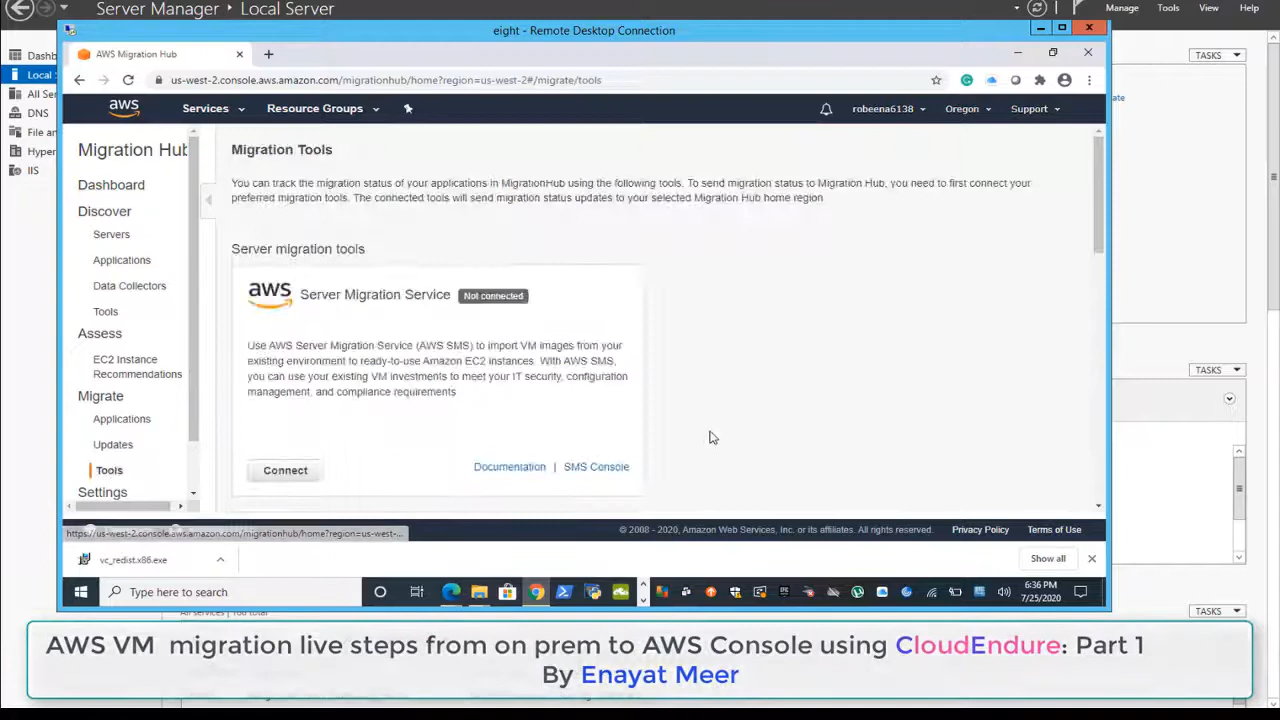 Server Manager • Local Server
Manage Tools View Help
eight - Remote Desktop Connection
AWS Migration Hub
us-west-2.console.aws.amazon.com/migrationhub/home?region=us-west-2#/migrate/tools
aws Services Resource Groups robeena6138 Oregon Support
Dashb
Local S
All Se
DNS
File an
Hyper
IIS
TASKS
ate
TASKS
TASKS
Migration Hub
Dashboard
Discover
Servers
Applications
Data Collectors
Tools
Assess
EC2 Instance
Recommendations
Migrate
Applications
Updates
Tools
Settings
Migration Tools
You can track the migration status of your applications in MigrationHub using the following tools. To send migration status to Migration Hub, you need to first connect your
preferred migration tools. The connected tools will send migration status updates to your selected Migration Hub home region
Server migration tools
aws Server Migration Service Not connected
Use AWS Server Migration Service (AWS SMS) to import VM images from your
existing environment to ready-to-use Amazon EC2 instances. With AWS SMS,
you can use your existing VM investments to meet your IT security, configuration
management, and compliance requirements
Connect Documentation | SMS Console
https://us-west-2.console.aws.amazon.com/migrationhub/home?region=us-west-...
© 2008 - 2020, Amazon Web Services, Inc. or its affiliates. All rights reserved. Privacy Policy Terms of Use
vc_redist.x86.exe Show all
Type here to search
6:36 PM
7/25/2020
AWS VM migration live steps from on prem to AWS Console using CloudEndure: Part 1
By Enayat Meer